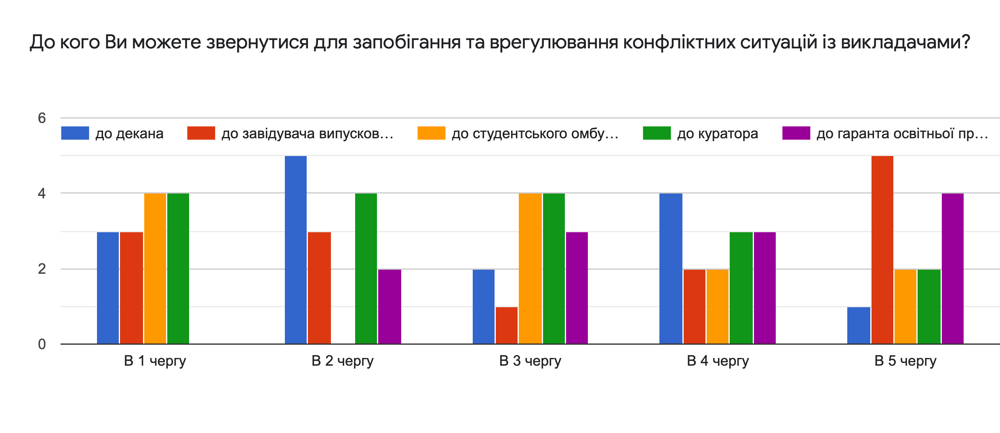 До кого Ви можете звернутися для запобігання та врегулювання конфліктних ситуацій із викладачами?
6
до декана до завідувача випусков… до студентського омбу… до куратора до гаранта освітньої пр…
4
2
0
В 1 чергу В 2 чергу В 3 чергу В 4 чергу В 5 чергу